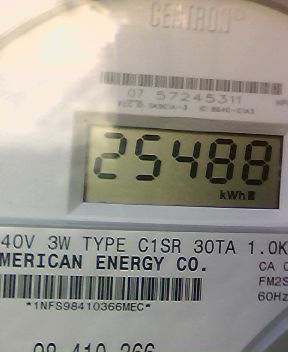 CENTRON®
07 57245311
25488
kWh
40V 3W TYPE C1SR 30TA 1.0K
MERICAN ENERGY CO.
CA 0
FM2S
60Hz
*1NFS98410366MEC*